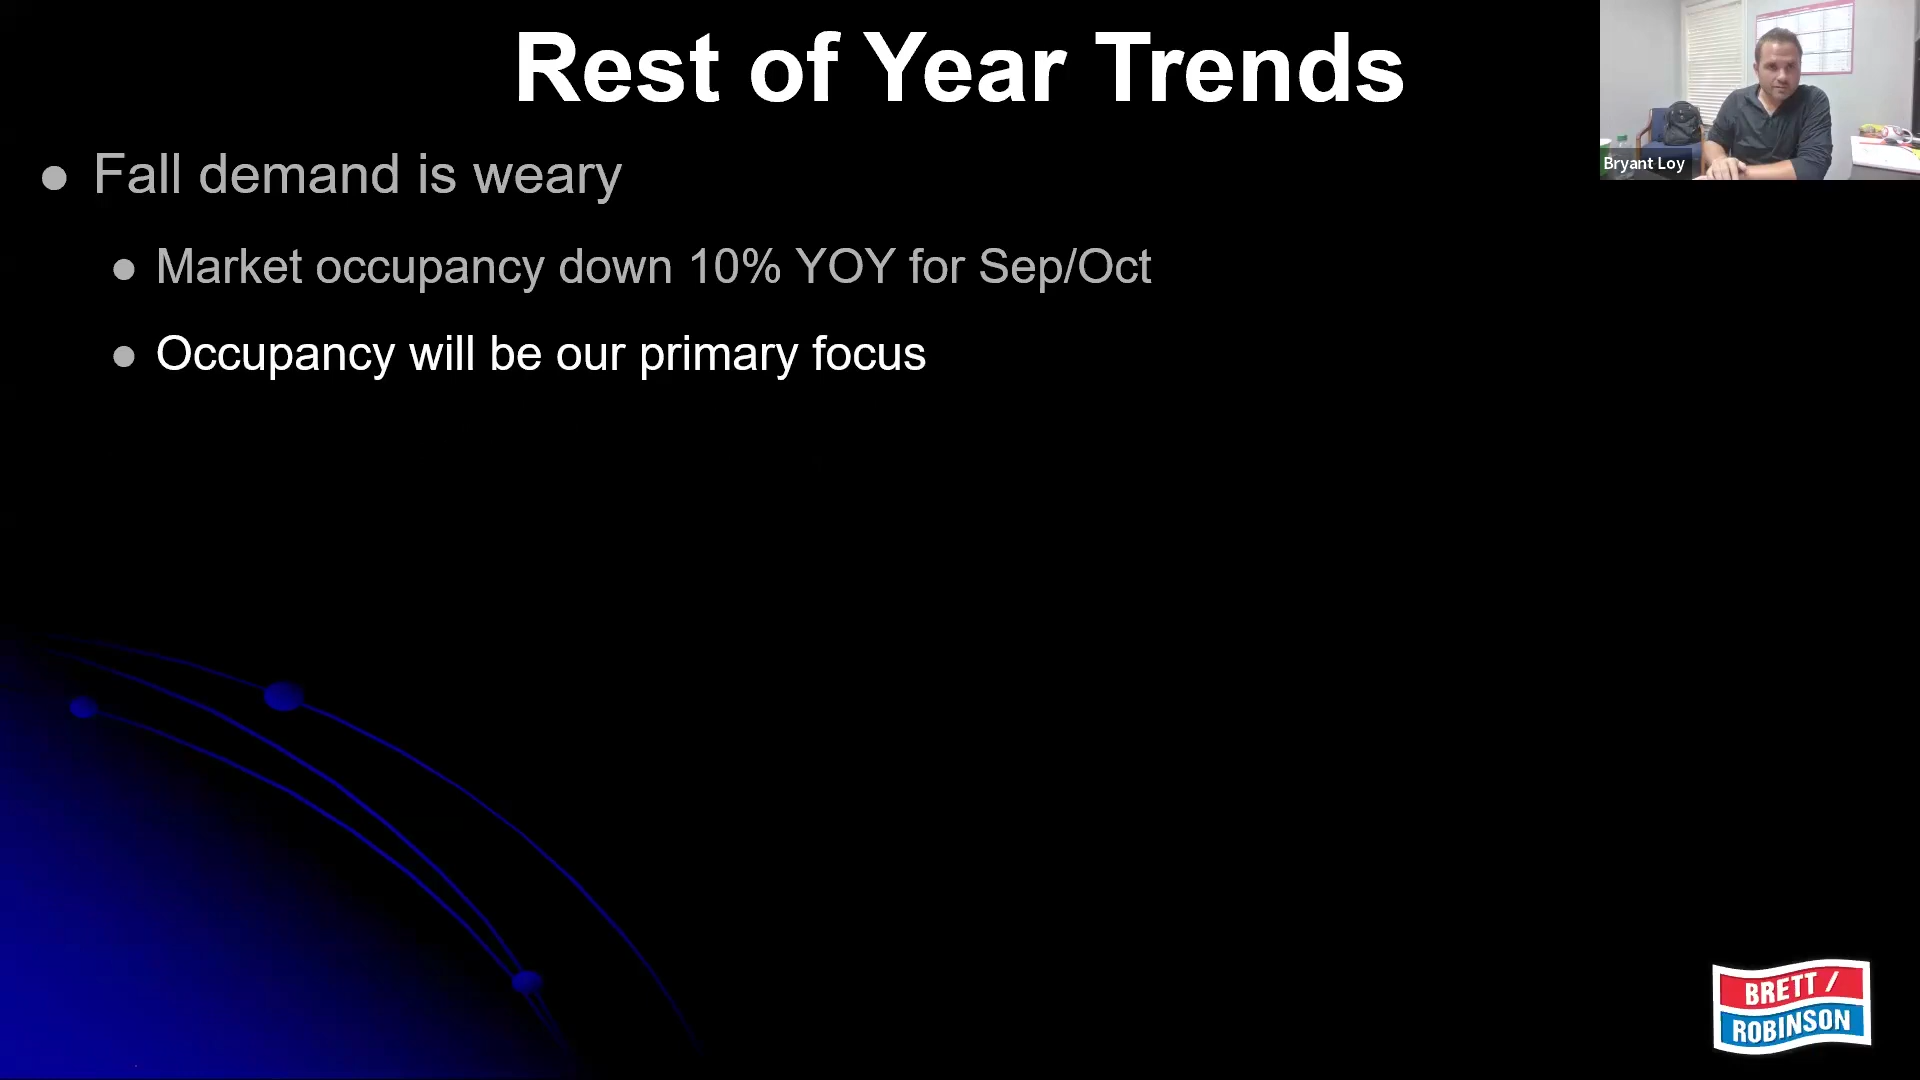 Rest of Year Trends
Fall demand is weary
Market occupancy down 10% YOY for Sep/Oct
Occupancy will be our primary focus
Bryant Loy
BRETT /
ROBINSON